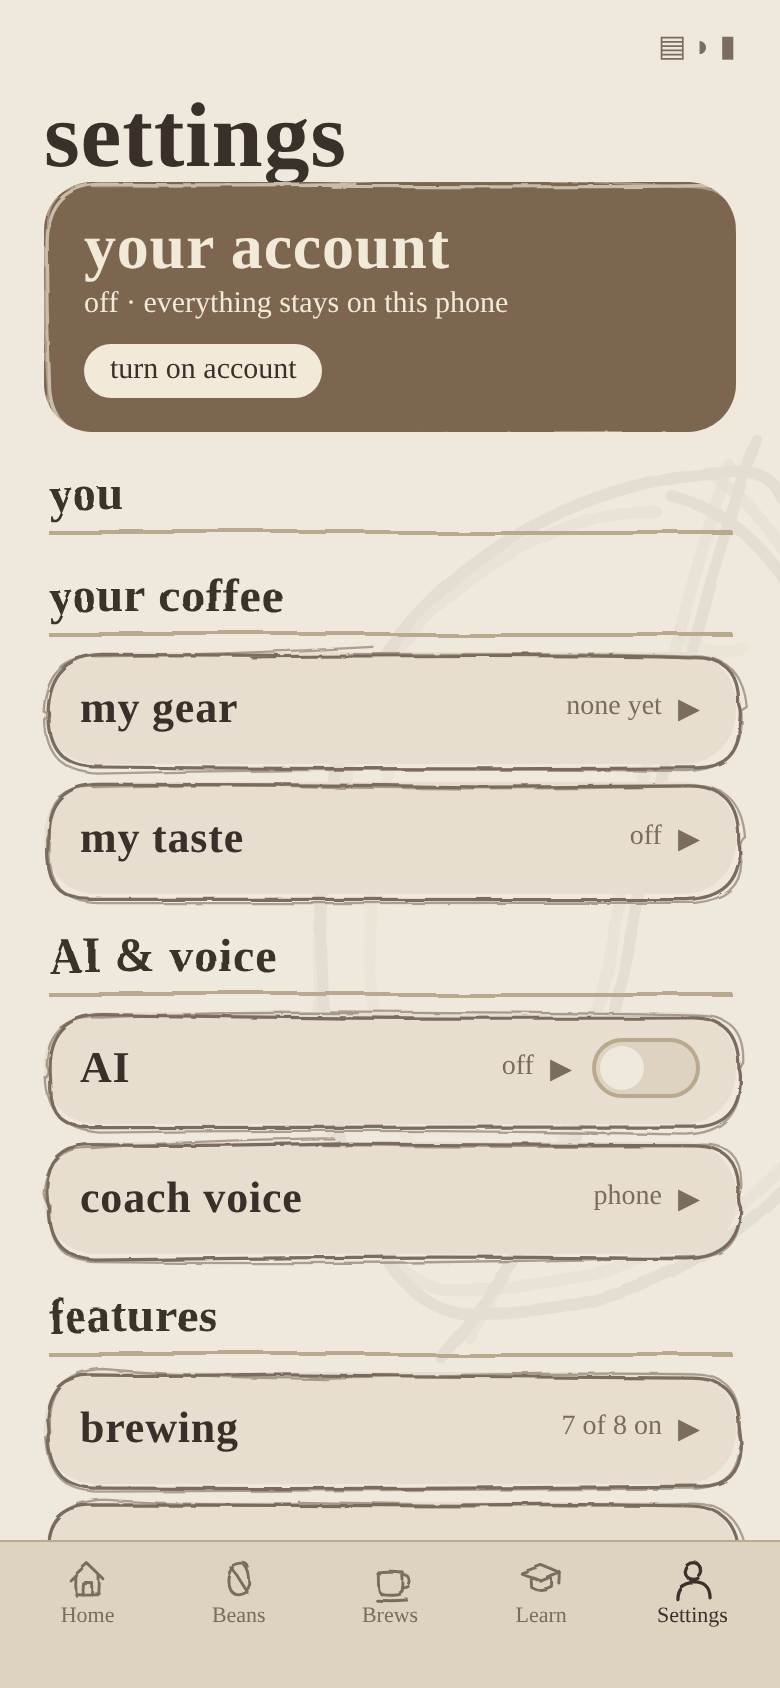 settings
your account
off · everything stays on this phone
turn on account
you
your coffee
my gear none yet ▶
my taste off ▶
AI & voice
AI off ▶
coach voice phone ▶
features
brewing 7 of 8 on ▶
Home Beans Brews Learn Settings